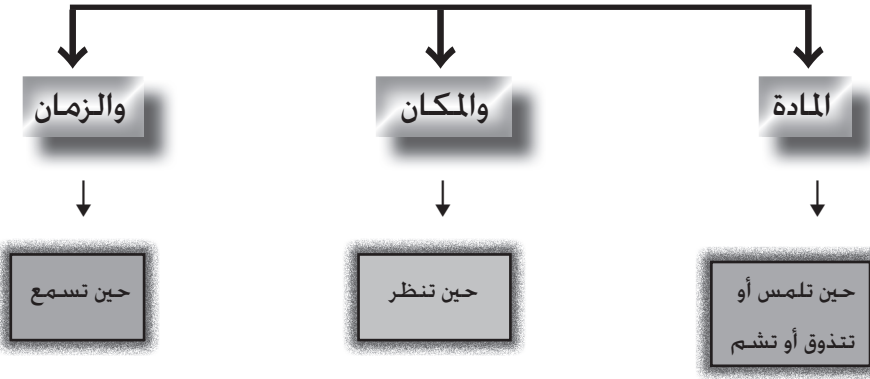 المادة
والمكان
والزمان
حين تلمس أو
تتذوق أو تشم
حين تنظر
حين تسمع